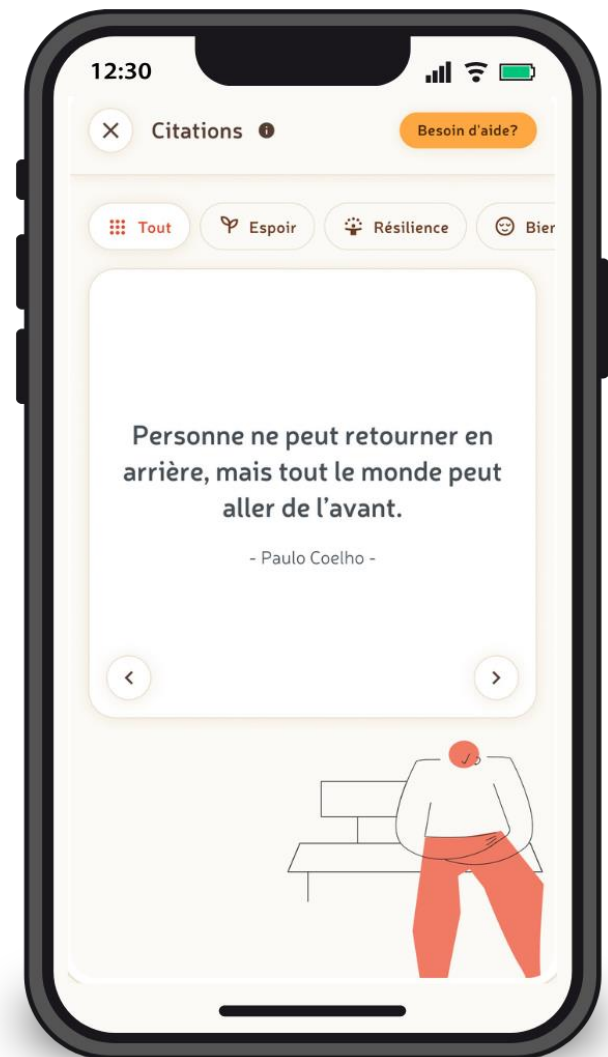 12:30
Citations
Besoin d'aide?
Tout
Espoir
Résilience
Bier
Personne ne peut retourner en
arrière, mais tout le monde peut
aller de l’avant.
- Paulo Coelho -